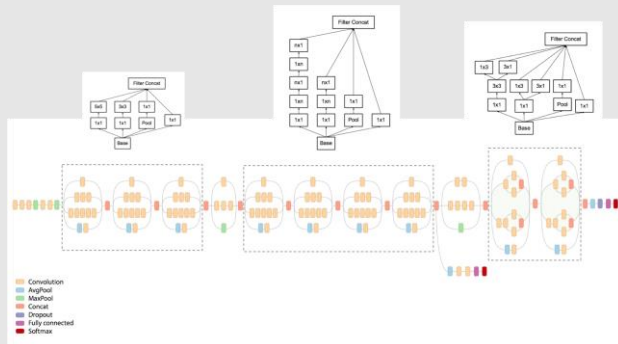 Filter Concat
5x5 3x3 1x1
1x1 1x1 Pool 1x1
Base
Filter Concat
nx1
1xn
nx1 nx1
1xn 1xn 1x1
1x1 1x1 Pool 1x1
Base
Filter Concat
1x3 3x1
3x3 1x3 3x1 1x1
1x1 1x1 Pool 1x1
Base
Convolution
AvgPool
MaxPool
Concat
Dropout
Fully connected
Softmax